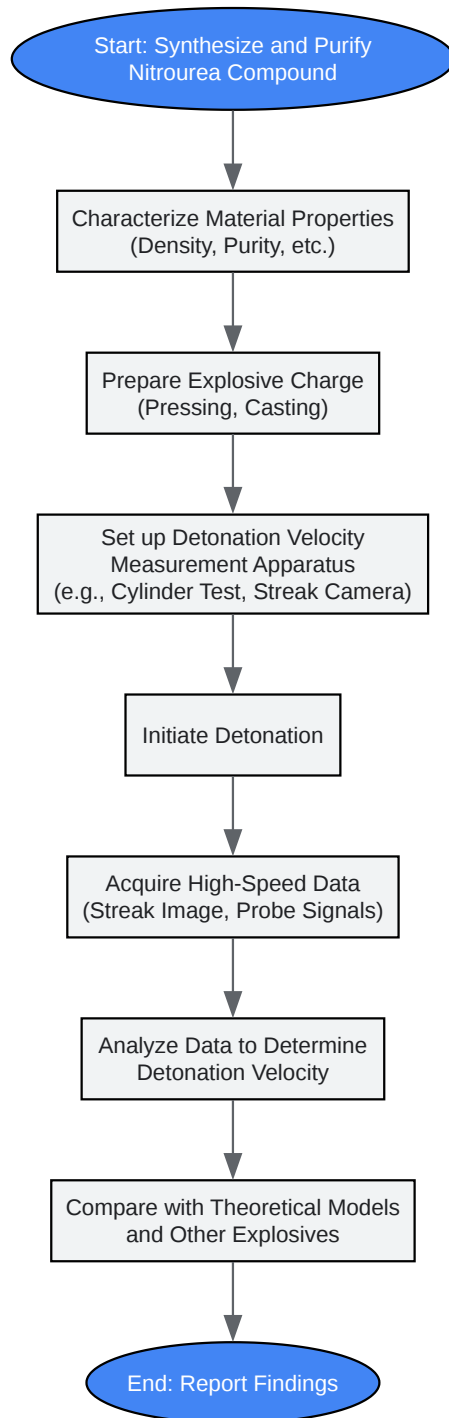 Start: Synthesize and Purify
Nitrourea Compound
Characterize Material Properties
(Density, Purity, etc.)
Prepare Explosive Charge
(Pressing, Casting)
Set up Detonation Velocity
Measurement Apparatus
(e.g., Cylinder Test, Streak Camera)
Initiate Detonation
Acquire High-Speed Data
(Streak Image, Probe Signals)
Analyze Data to Determine
Detonation Velocity
Compare with Theoretical Models
and Other Explosives
End: Report Findings